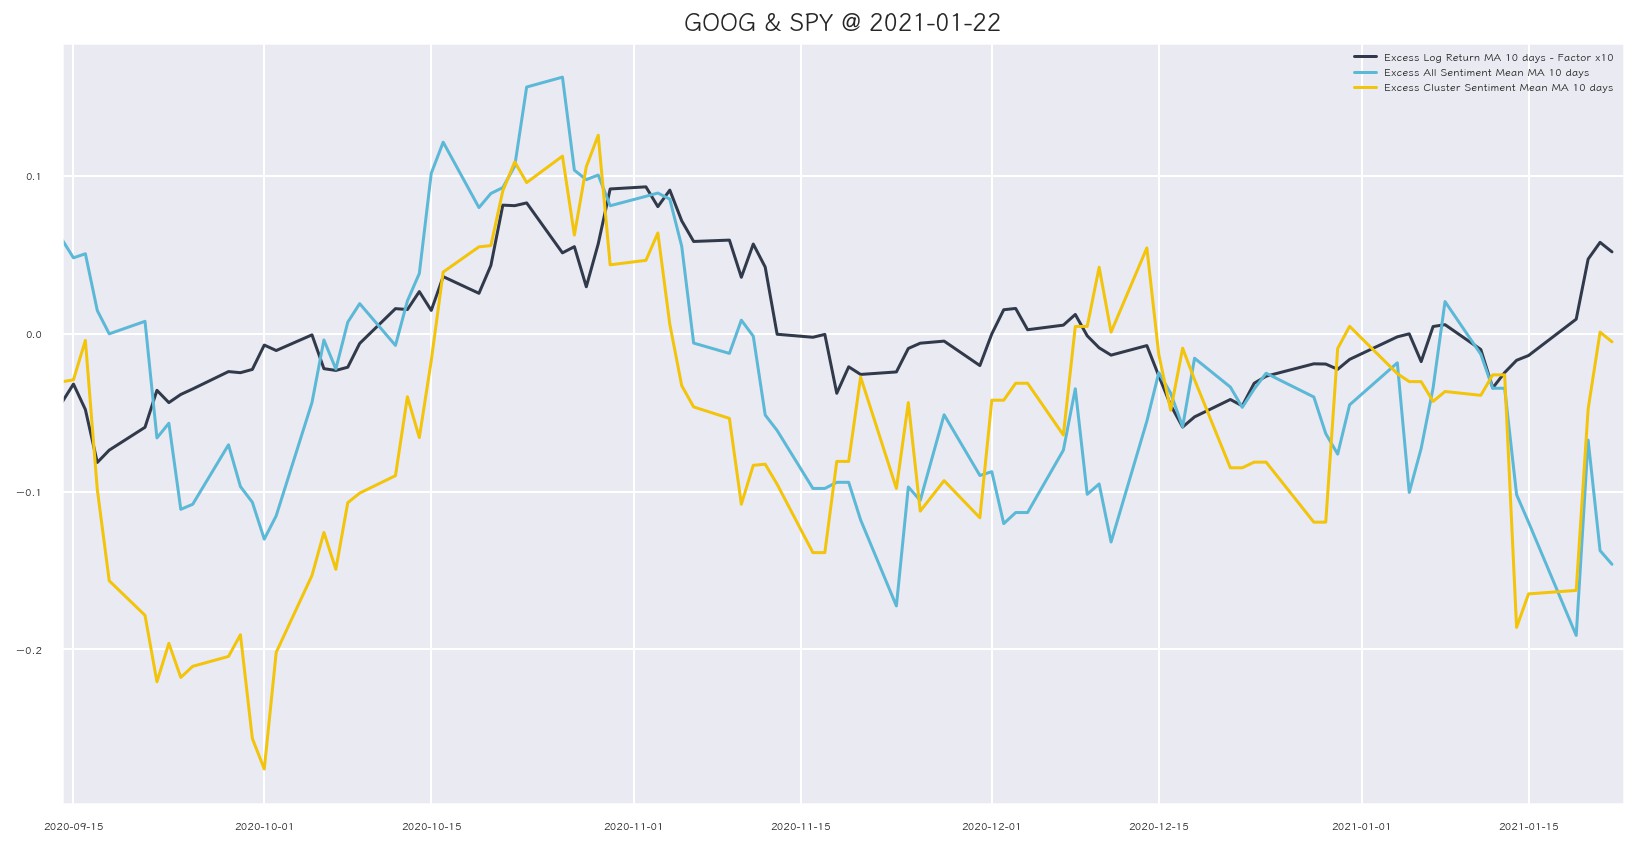 GOOG & SPY @ 2021-01-22
Excess Log Return MA 10 days - Factor x10
Excess All Sentiment Mean MA 10 days
Excess Cluster Sentiment Mean MA 10 days
0.1
0.0
−0.1
−0.2
2020-09-15 2020-10-01 2020-10-15 2020-11-01 2020-11-15 2020-12-01 2020-12-15 2021-01-01 2021-01-15